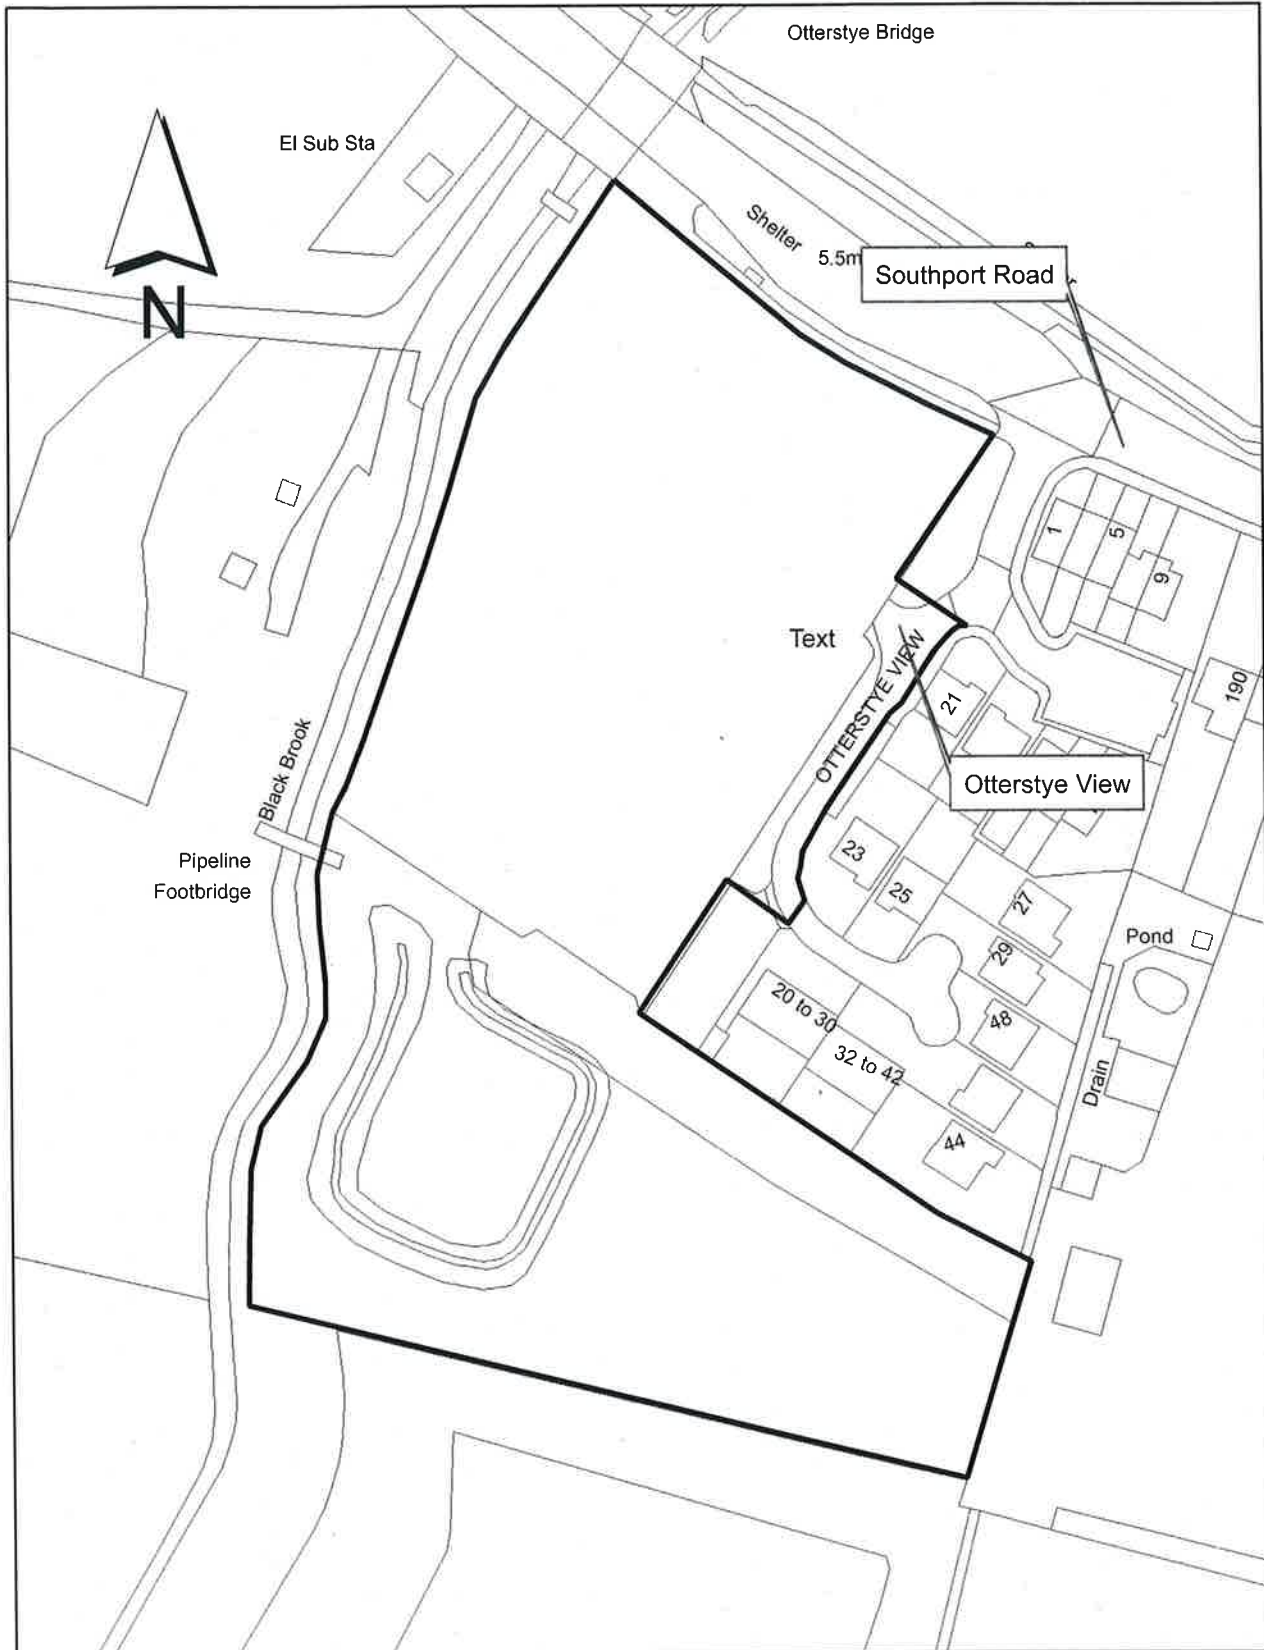 Otterstye Bridge
El Sub Sta
N
Shelter
5.5m
Southport Road
1
5
9
Text
OTTERSTYE VIEW
21
190
Otterstye View
Black Brook
Pipeline
Footbridge
23
25
27
29
Pond
48
20 to 30
32 to 42
44
Drain